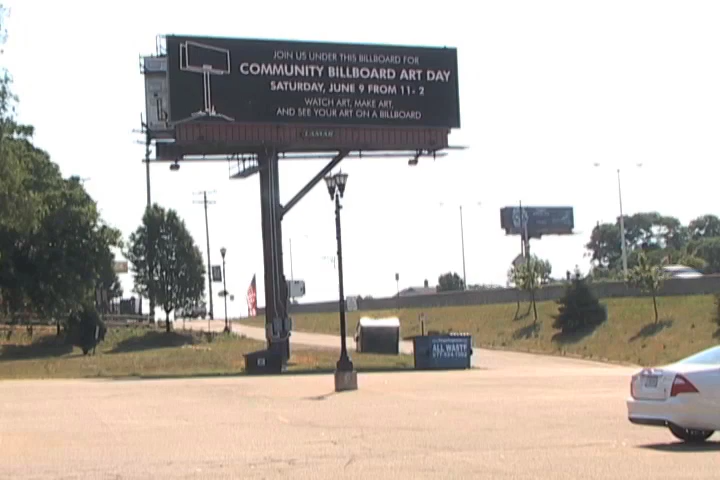 JOIN US UNDER THIS BILLBOARD FOR
COMMUNITY BILLBOARD ART DAY
SATURDAY, JUNE 9 FROM 11- 2
WATCH ART, MAKE ART,
AND SEE YOUR ART ON A BILLBOARD
LAMAR
ALL WASTE